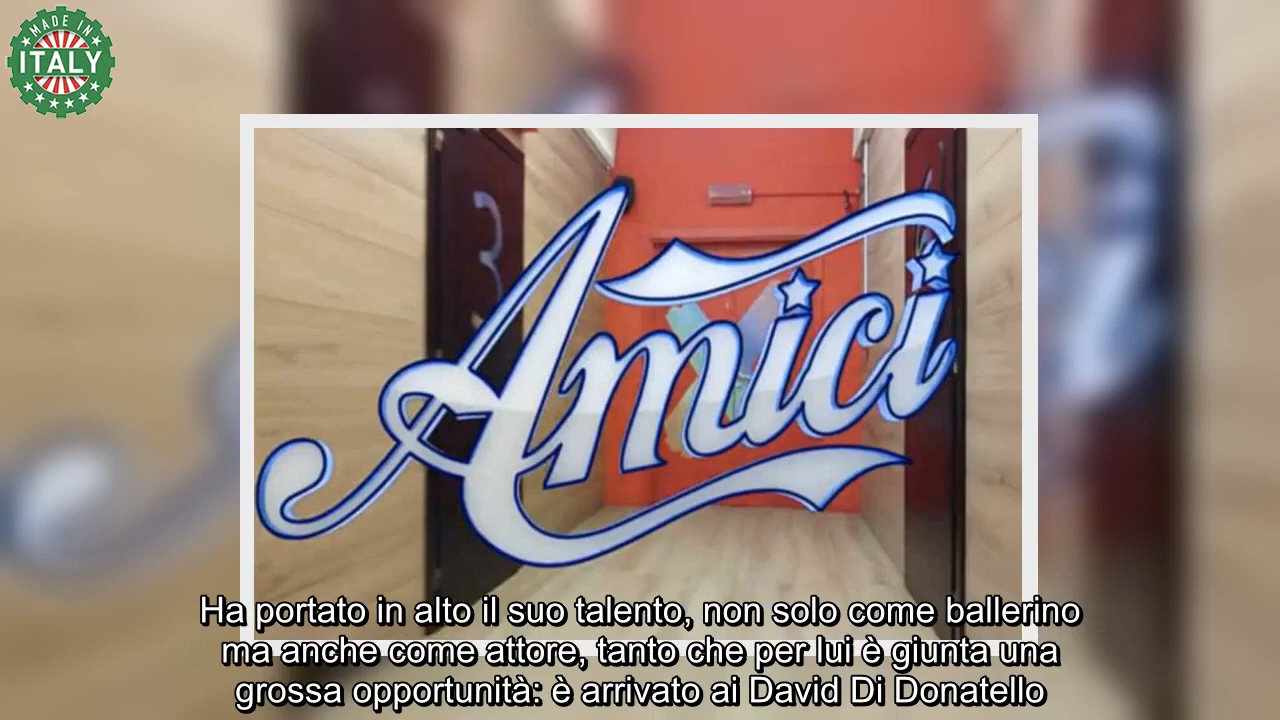 MADE IN
ITALY
3
Amici
Ha portato in alto il suo talento, non solo come ballerino
ma anche come attore, tanto che per lui è giunta una
grossa opportunità: è arrivato ai David Di Donatello